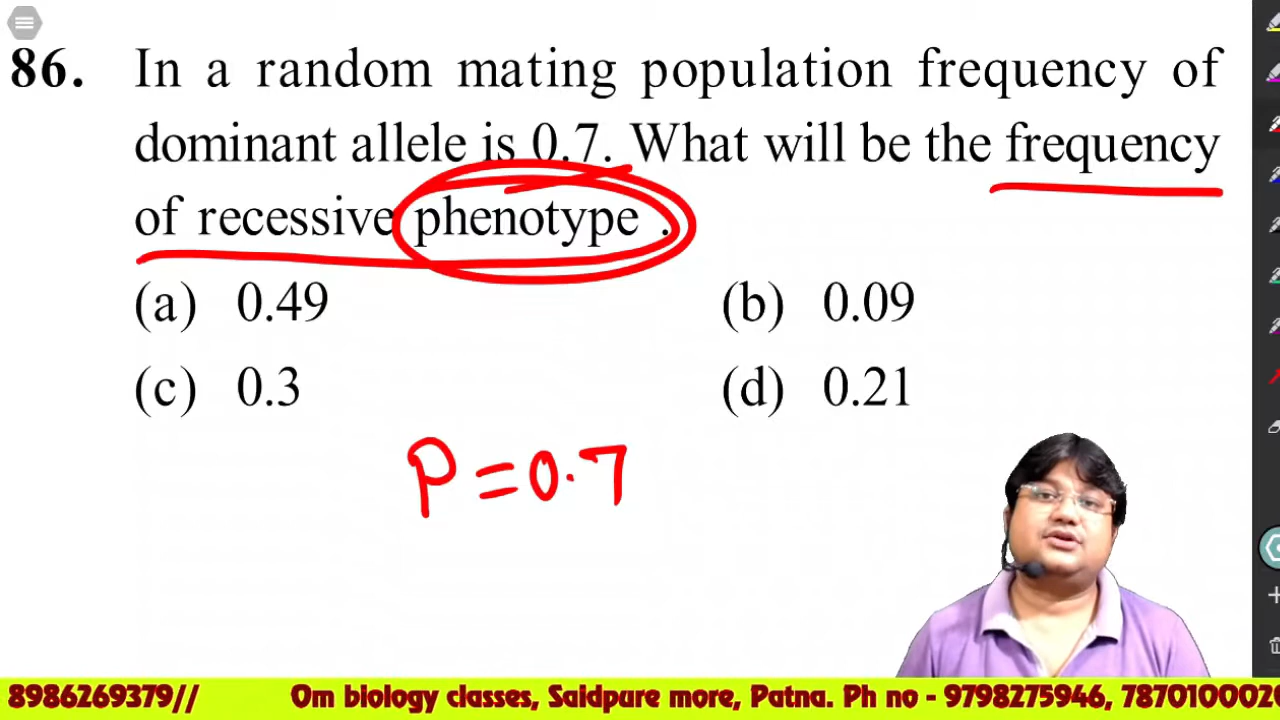 86. In a random mating population frequency of
dominant allele is 0.7. What will be the frequency
of recessive phenotype .
(a) 0.49 (b) 0.09
(c) 0.3 (d) 0.21
P = 0.7
8986269379// Om biology classes, Saidpure more, Patna. Ph no - 9798275946, 7870100020